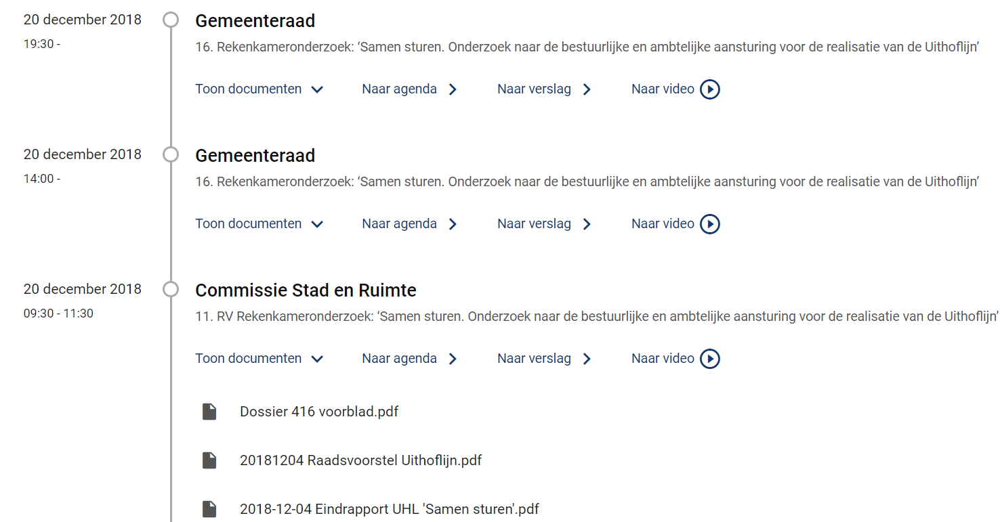 20 december 2018
Gemeenteraad
19:30 -
16. Rekenkameronderzoek: ‘Samen sturen. Onderzoek naar de bestuurlijke en ambtelijke aansturing voor de realisatie van de Uithoflijn’
Toon documenten Naar agenda Naar verslag Naar video
20 december 2018
Gemeenteraad
14:00 -
16. Rekenkameronderzoek: ‘Samen sturen. Onderzoek naar de bestuurlijke en ambtelijke aansturing voor de realisatie van de Uithoflijn’
Toon documenten Naar agenda Naar verslag Naar video
20 december 2018
Commissie Stad en Ruimte
09:30 - 11:30
11. RV Rekenkameronderzoek: ‘Samen sturen. Onderzoek naar de bestuurlijke en ambtelijke aansturing voor de realisatie van de Uithoflijn’
Toon documenten Naar agenda Naar verslag Naar video
Dossier 416 voorblad.pdf
20181204 Raadsvoorstel Uithoflijn.pdf
2018-12-04 Eindrapport UHL 'Samen sturen'.pdf